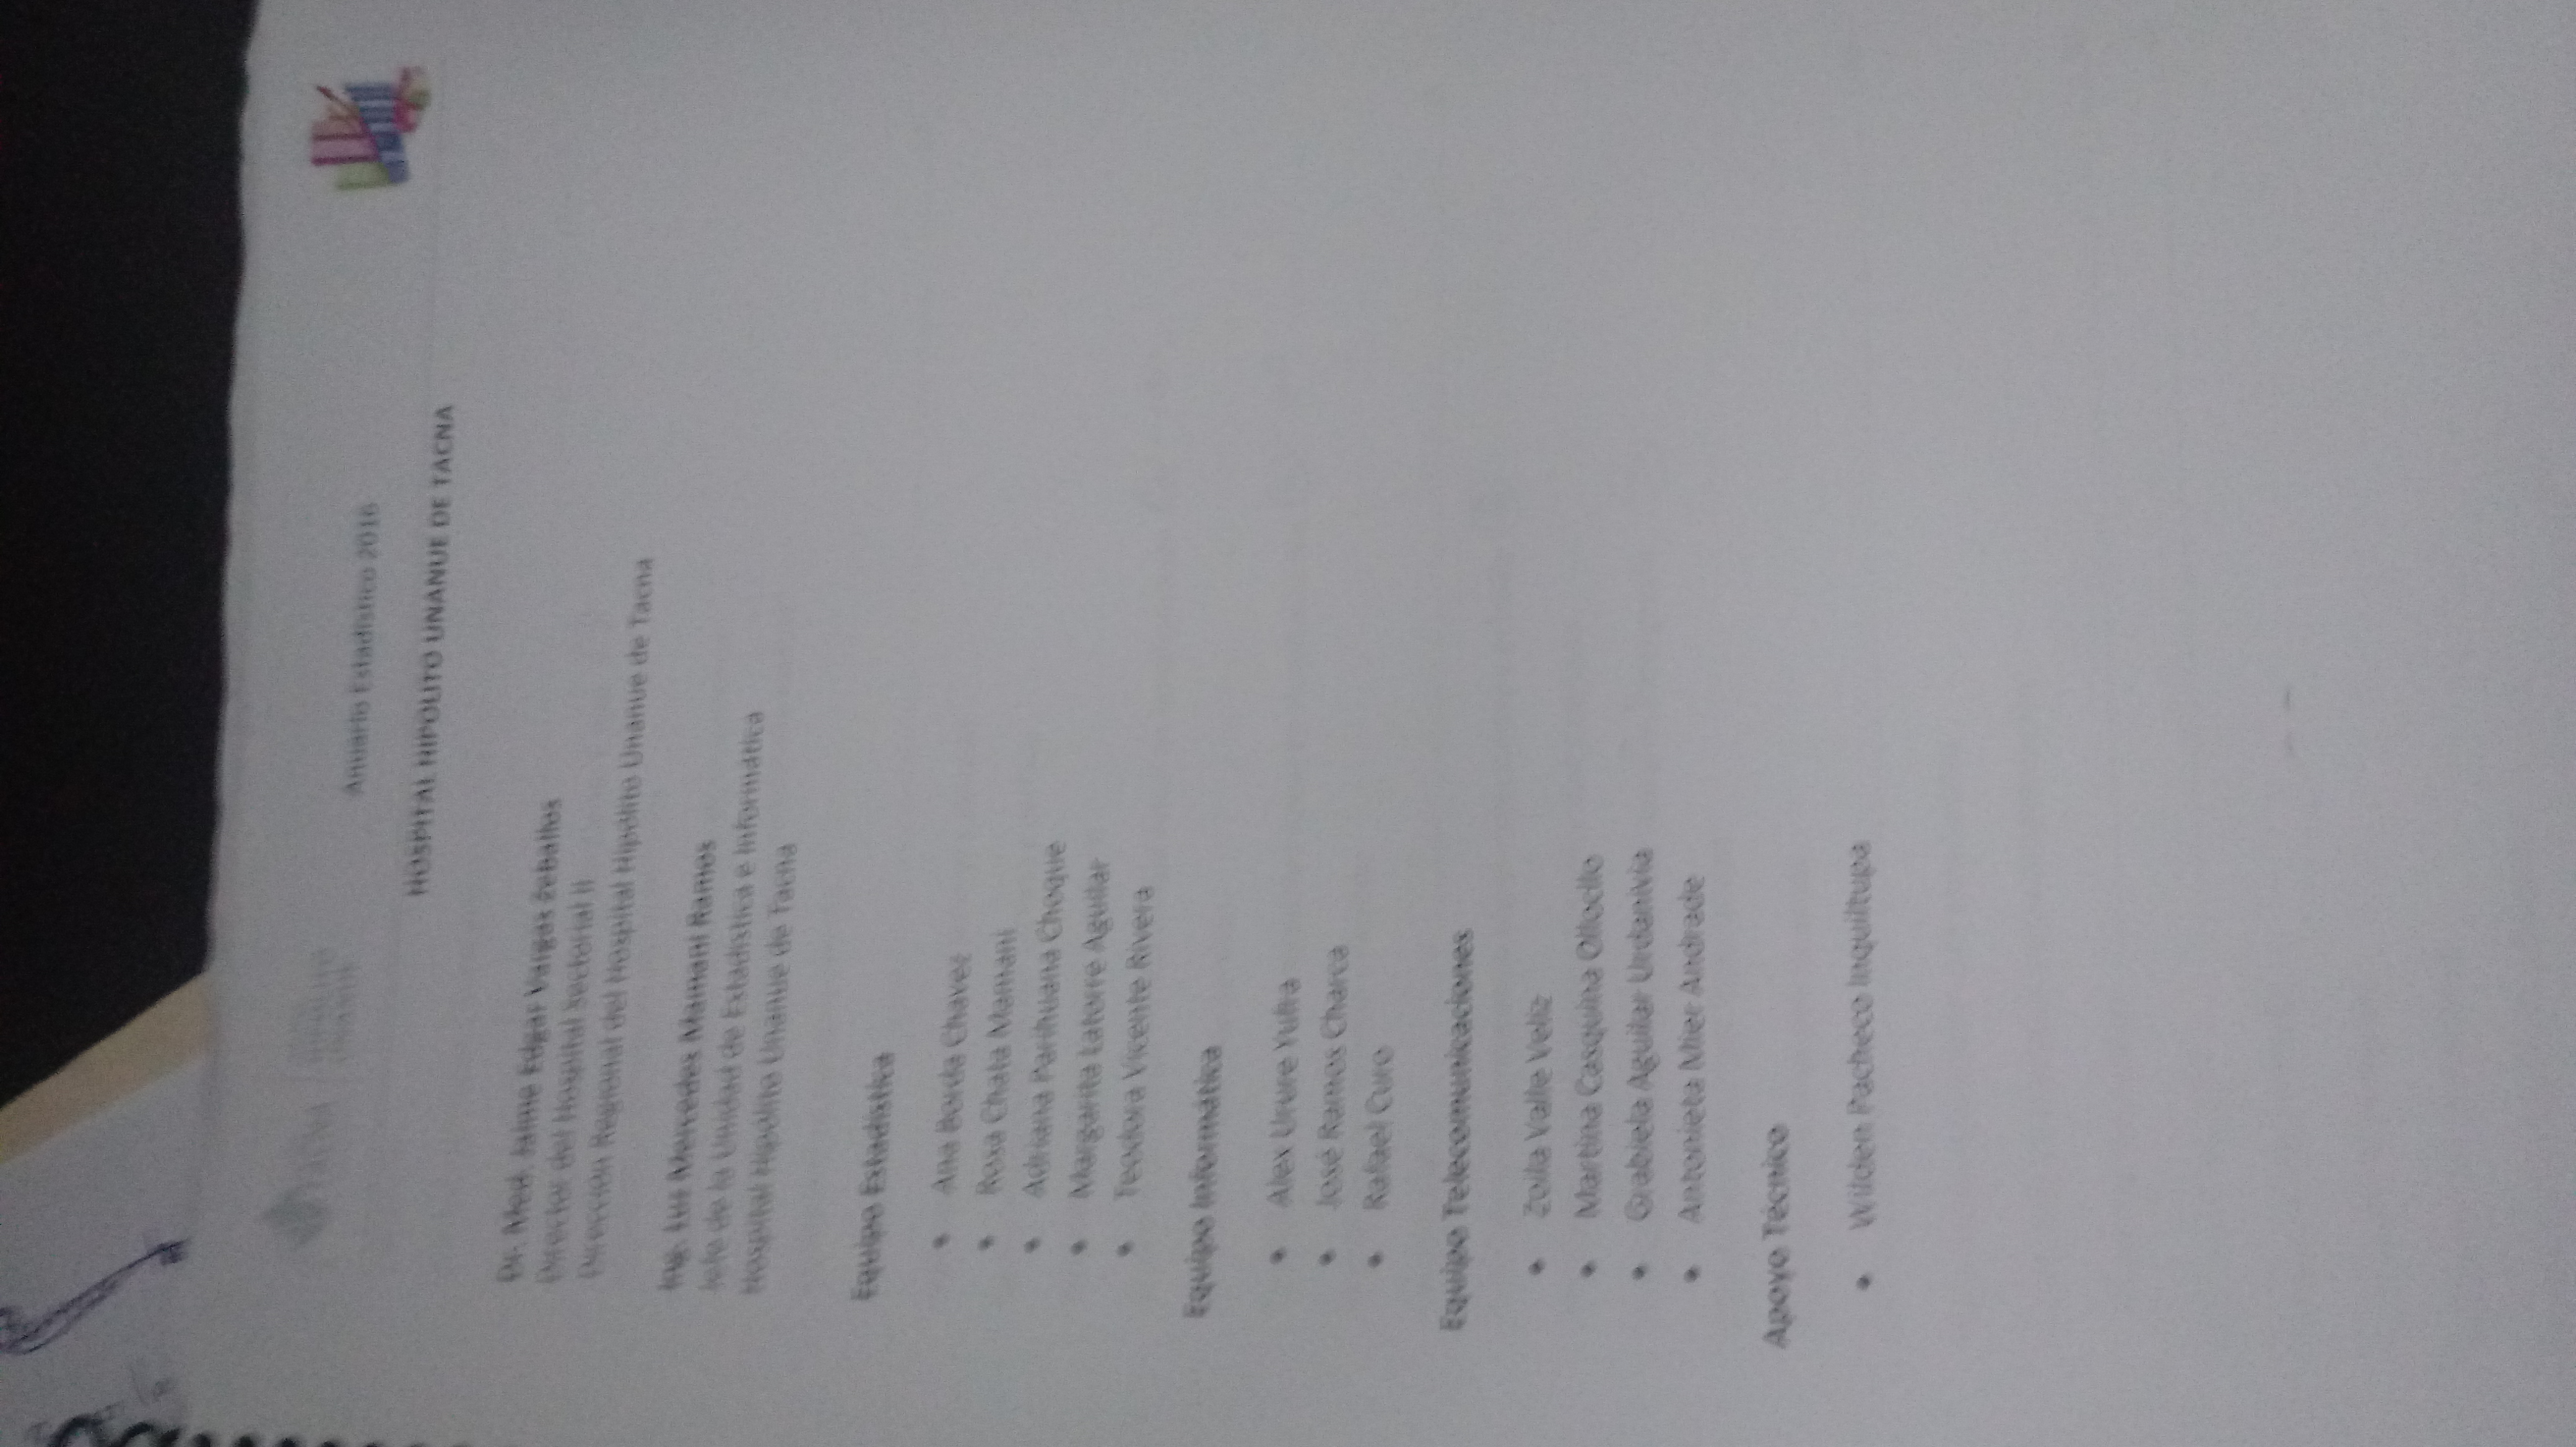 TACNA
HIPÓLITO
UNANUE
Anuario Estadístico 2016
HOSPITAL HIPOLITO UNANUE DE TACNA
Dr. Med. Jaime Edgar Vargas Zeballos
Director del Hospital Sectorial II
Dirección Regional del Hospital Hipólito Unanue de Tacna
Ing. Luz Mercedes Mamani Ramos
Jefe de la Unidad de Estadística e Informática
Hospital Hipólito Unanue de Tacna
Equipo Estadística
• Ana Borda Chavez
• Rosa Chata Mamani
• Adriana Parihuana Choque
• Margarita Latorre Aguilar
• Teodora Vicente Rivera
Equipo Informática
• Alex Urure Yufra
• José Ramos Charca
• Rafael Curo
Equipo Telecomunicaciones
• Zoila Valle Veliz
• Martina Casquina
• Grabiela Aguilar Urdanivia
• Antonieta Mier Andrade
Apoyo Técnico
• Wilden Pacheco Inquiltupa